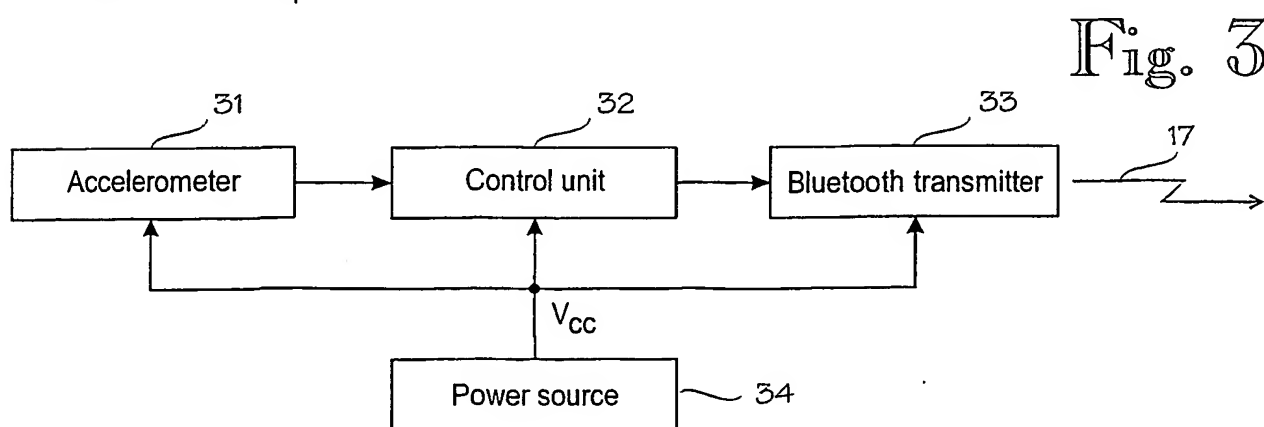 Fig. 3
31
32
33
17
Accelerometer
Control unit
Bluetooth transmitter
Vcc
Power source
34